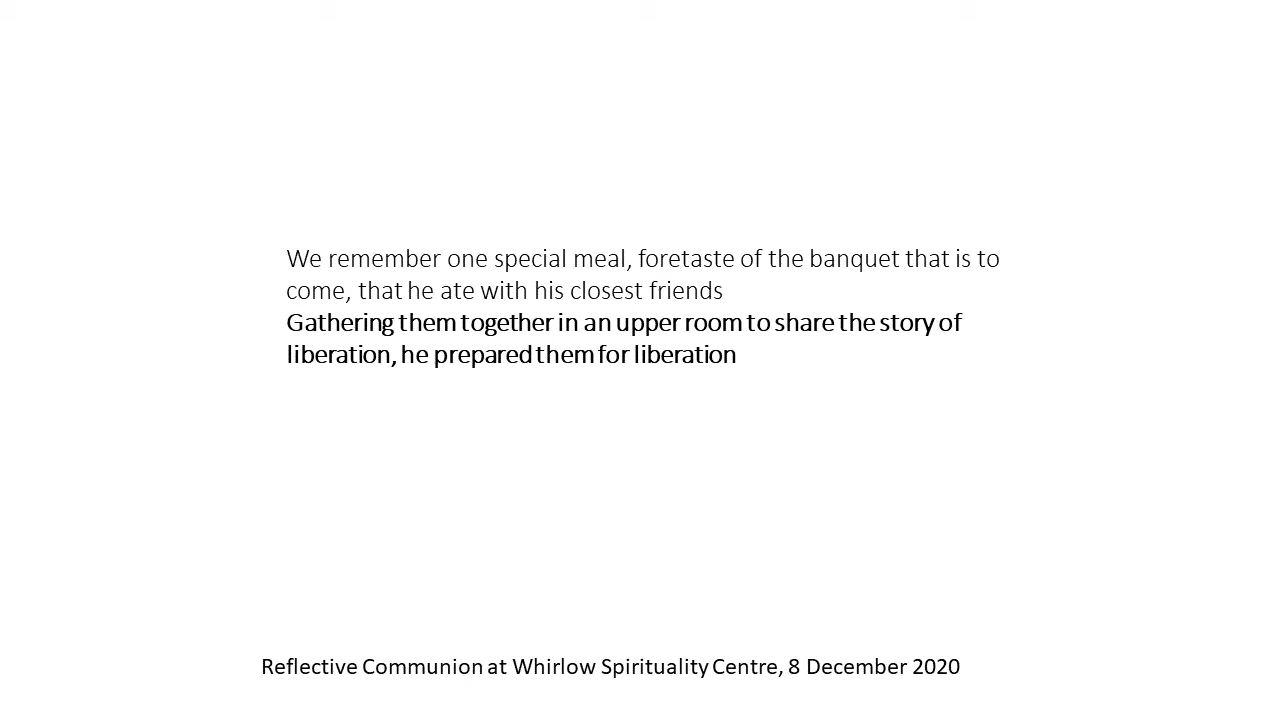 We remember one special meal, foretaste of the banquet that is to
come, that he ate with his closest friends
Gathering them together in an upper room to share the story of
liberation, he prepared them for liberation
Reflective Communion at Whirlow Spirituality Centre, 8 December 2020